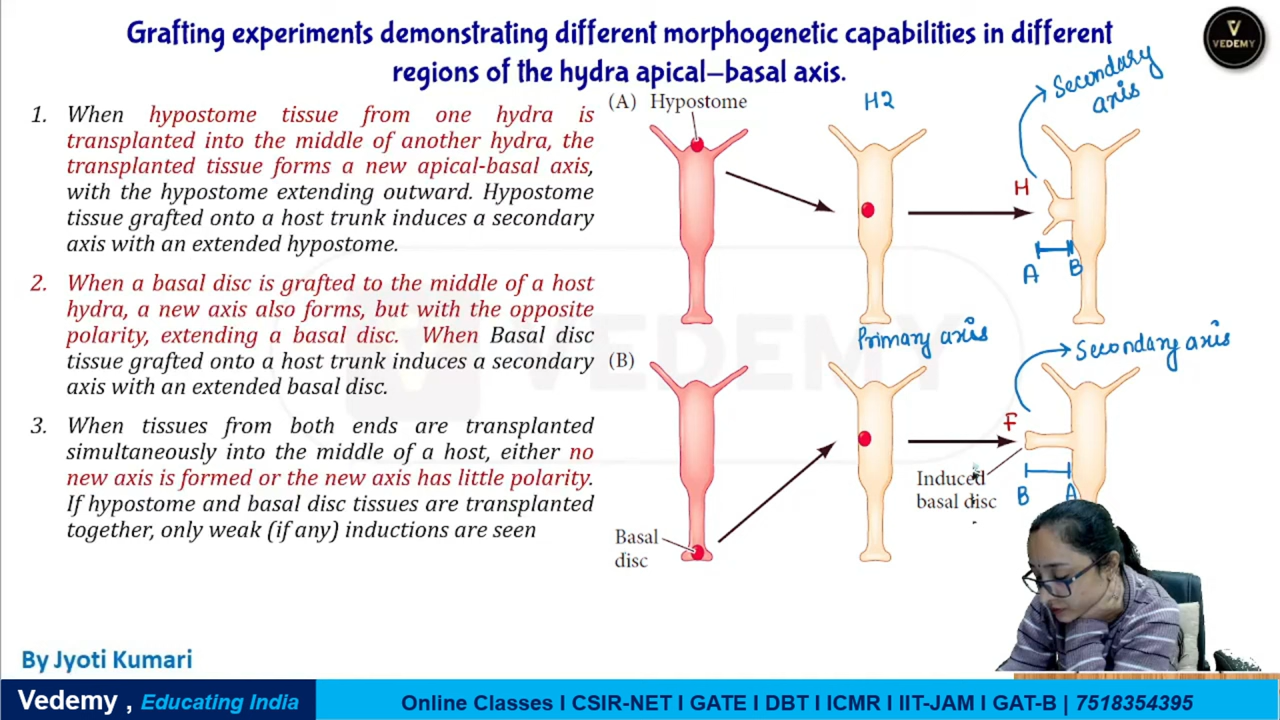 Grafting experiments demonstrating different morphogenetic capabilities in different
regions of the hydra apical–basal axis.
VEDEMY
1. When hypostome tissue from one hydra is
transplanted into the middle of another hydra, the
transplanted tissue forms a new apical-basal axis,
with the hypostome extending outward. Hypostome
tissue grafted onto a host trunk induces a secondary
axis with an extended hypostome.
2. When a basal disc is grafted to the middle of a host
hydra, a new axis also forms, but with the opposite
polarity, extending a basal disc. When Basal disc
tissue grafted onto a host trunk induces a secondary
axis with an extended basal disc.
3. When tissues from both ends are transplanted
simultaneously into the middle of a host, either no
new axis is formed or the new axis has little polarity.
If hypostome and basal disc tissues are transplanted
together, only weak (if any) inductions are seen
(A) Hypostome
H2
Secondary
axis
H
A B
Primary axis
(B)
Secondary axis
F
Induced
basal disc
B A
Basal
disc
VEDEMY
By Jyoti Kumari
Vedemy , Educating India
Online Classes I CSIR-NET I GATE I DBT I ICMR I IIT-JAM I GAT-B | 7518354395